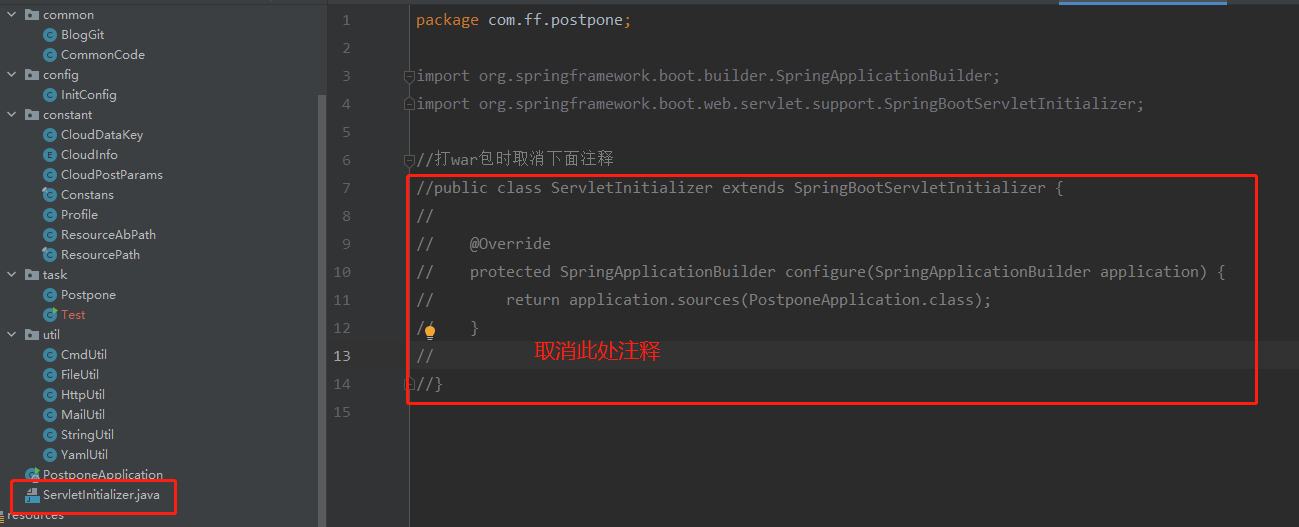 common
BlogGit
CommonCode
config
InitConfig
constant
CloudDataKey
CloudInfo
CloudPostParams
Constans
Profile
ResourceAbPath
ResourcePath
task
Postpone
Test
util
CmdUtil
FileUtil
HttpUtil
MailUtil
StringUtil
YamlUtil
PostponeApplication
ServletInitializer.java
resources
1 package com.ff.postpone;
2
3 import org.springframework.boot.builder.SpringApplicationBuilder;
4 import org.springframework.boot.web.servlet.support.SpringBootServletInitializer;
5
6 //打war包时取消下面注释
7 //public class ServletInitializer extends SpringBootServletInitializer {
8 //
9 //    @Override
10 //    protected SpringApplicationBuilder configure(SpringApplicationBuilder application) {
11 //        return application.sources(PostponeApplication.class);
12 //    }
取消此处注释
13 //
14 //}
15